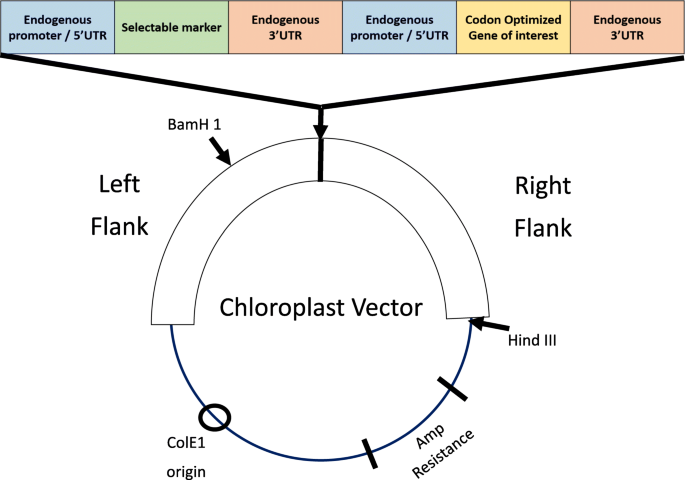 Endogenous
promoter / 5'UTR
Selectable marker
Endogenous
3'UTR
Endogenous
promoter / 5'UTR
Codon Optimized
Gene of interest
Endogenous
3'UTR
BamH 1
Left
Flank
Right
Flank
Chloroplast Vector
Hind III
ColE1
origin
Amp
Resistance